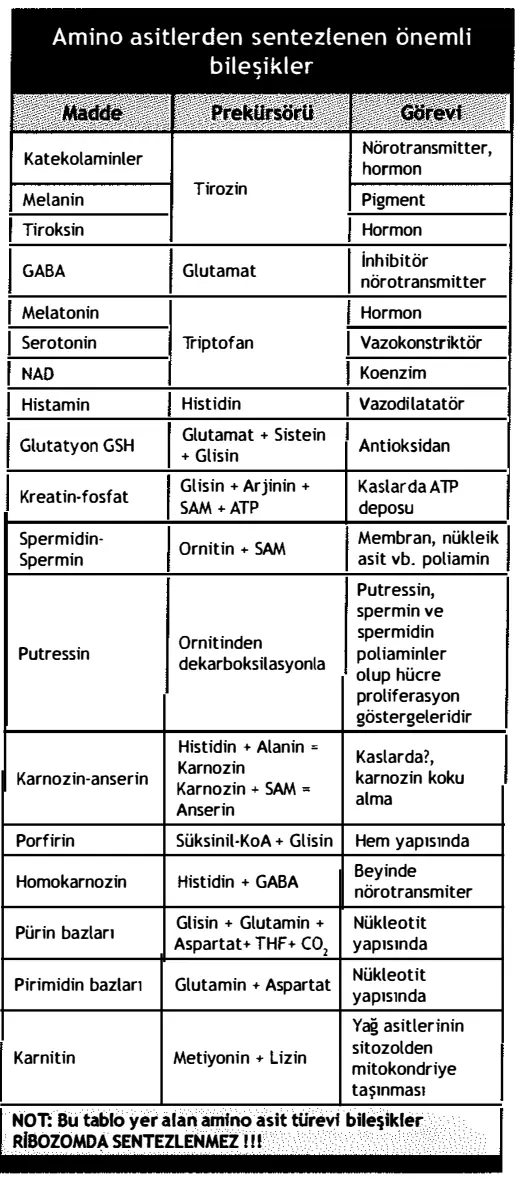 Amino asitlerden sentezlenen önemli
bileşikler
Madde Prekürsörü Görevi
Katekolaminler
Tirozin
Nörotransmitter,
hormon
Melanin
Pigment
Tiroksin
Hormon
GABA
Glutamat
İnhibitör
nörotransmitter
Melatonin
Triptofan
Hormon
Serotonin
Vazokonstriktör
NAD
Koenzim
Histamin
Histidin
Vazodilatatör
Glutatyon GSH
Glutamat + Sistein
+ Glisin
Antioksidan
Kreatin-fosfat
Glisin + Arjinin +
SAM + ATP
Kaslarda ATP
deposu
Spermidin-
Spermin
Ornitin + SAM
Membran, nükleik
asit vb. poliamin
Putressin
Ornitinden
dekarboksilasyonla
Putressin,
spermin ve
spermidin
poliaminler
olup hücre
proliferasyon
göstergeleridir
Karnozin-anserin
Histidin + Alanin =
Karnozin
Karnozin + SAM =
Anserin
Kaslarda?,
karnozin koku
alma
Porfirin
Süksinil-KoA + Glisin
Hem yapısında
Homokarnozin
Histidin + GABA
Beyinde
nörotransmiter
Pürin bazları
Glisin + Glutamin +
Aspartat+ THF+ CO₂
Nükleotit
yapısında
Pirimidin bazları
Glutamin + Aspartat
Nükleotit
yapısında
Karnitin
Metiyonin + Lizin
Yağ asitlerinin
sitozolden
mitokondriye
taşınması
NOT: Bu tablo yer alan amino asit türevi bileşikler
RİBOZOMDA SENTEZLENMEZ !!!